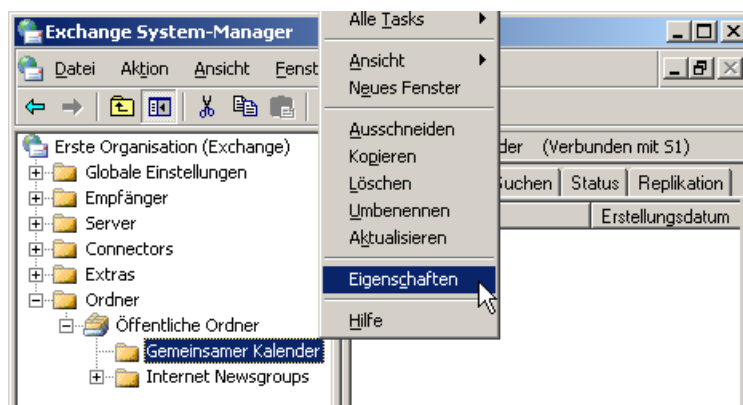 Exchange System-Manager
Datei Aktion Ansicht Fenst
Erste Organisation (Exchange)
Globale Einstellungen
Empfänger
Server
Connectors
Extras
Ordner
Öffentliche Ordner
Gemeinsamer Kalender
Internet Newsgroups
Alle Tasks
Ansicht
Neues Fenster
Ausschneiden
Kopieren
Löschen
Umbenennen
Aktualisieren
Eigenschaften
Hilfe
der (Verbunden mit S1)
Suchen Status Replikation
Erstellungsdatum